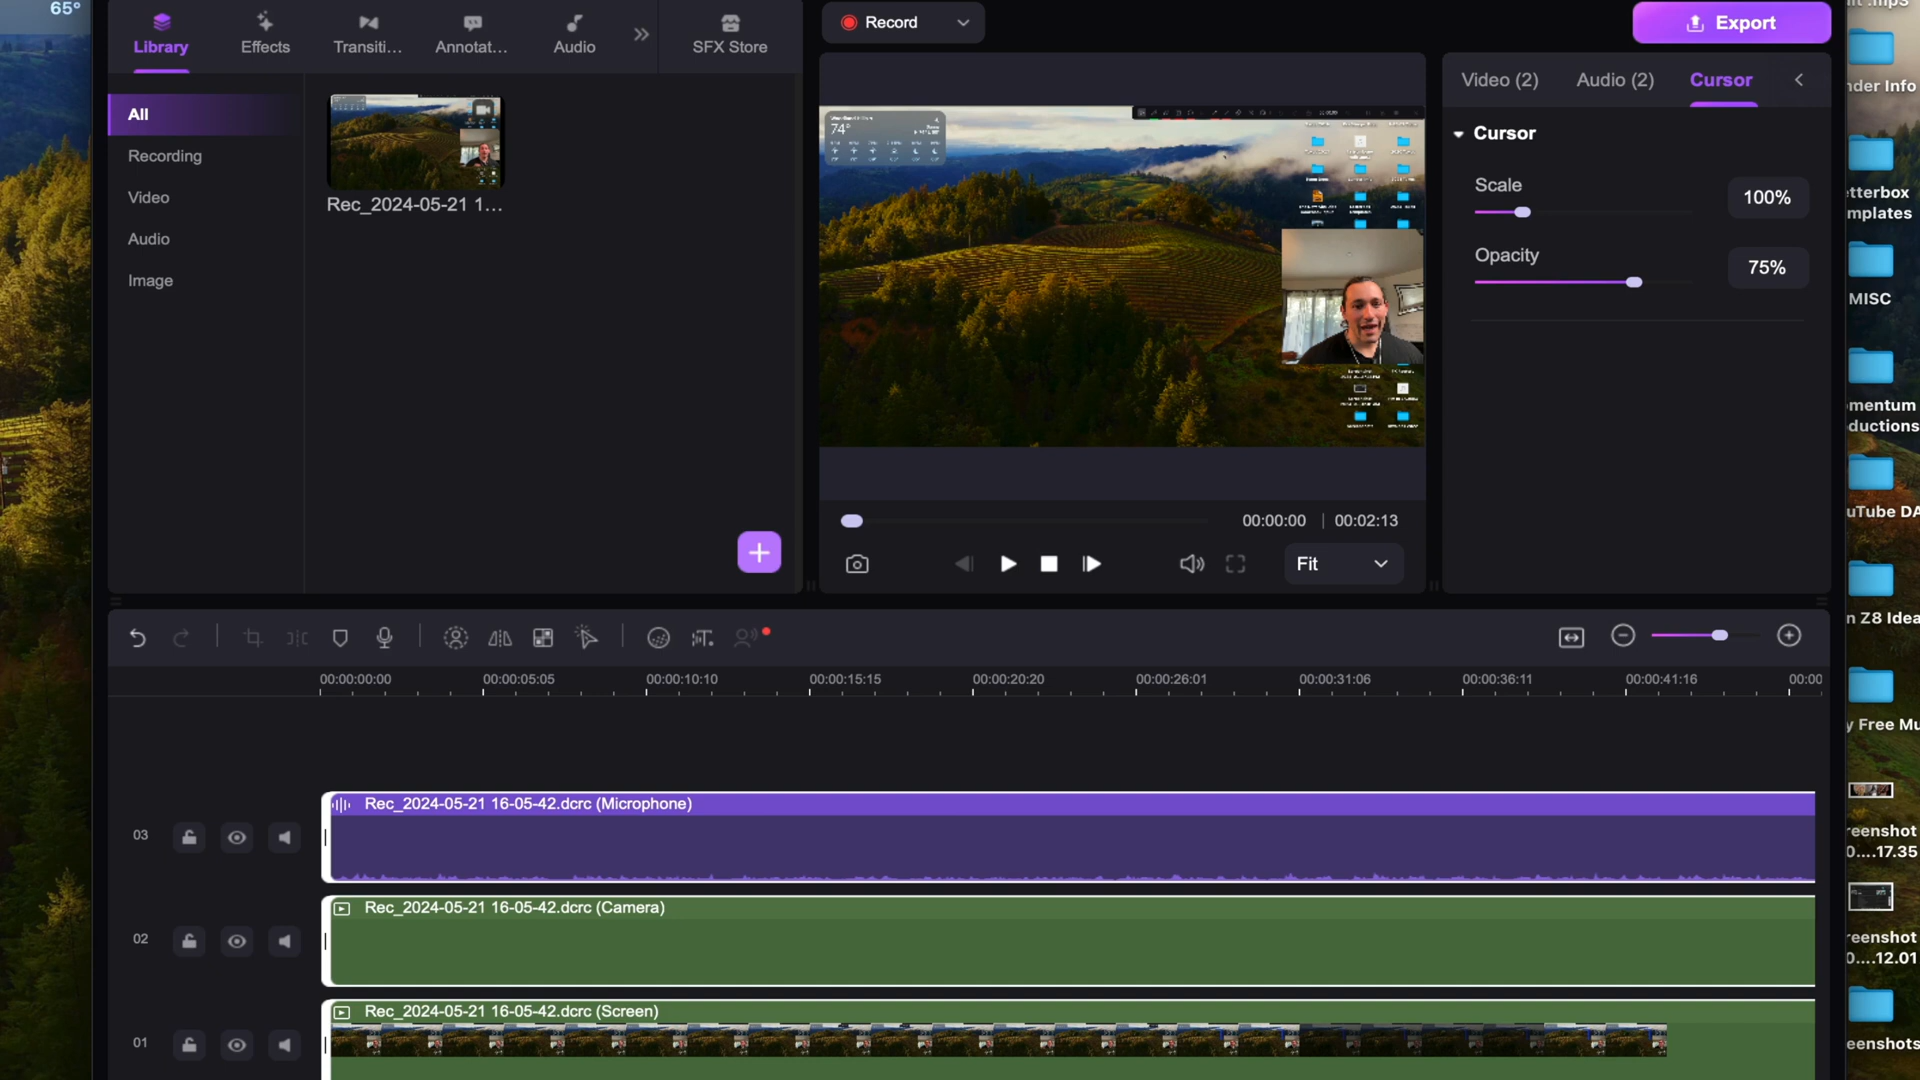 65°
Library
Effects
Transiti...
Annotat...
Audio
SFX Store
Record
Export
All
Recording
Video
Audio
Image
Rec_2024-05-21 1...
74°
Video (2)
Audio (2)
Cursor
Cursor
Scale
100%
Opacity
75%
00:00:00 | 00:02:13
Fit
00:00:00:00
00:00:05:05
00:00:10:10
00:00:15:15
00:00:20:20
00:00:26:01
00:00:31:06
00:00:36:11
00:00:41:16
00:00
03
Rec_2024-05-21 16-05-42.dcrc (Microphone)
02
Rec_2024-05-21 16-05-42.dcrc (Camera)
01
Rec_2024-05-21 16-05-42.dcrc (Screen)
nder Info
etterbox
mplates
MISC
omentum
ductions
uTube DA
n Z8 Idea
y Free Mu
reenshot
0....17.35
reenshot
0....12.01
eenshots